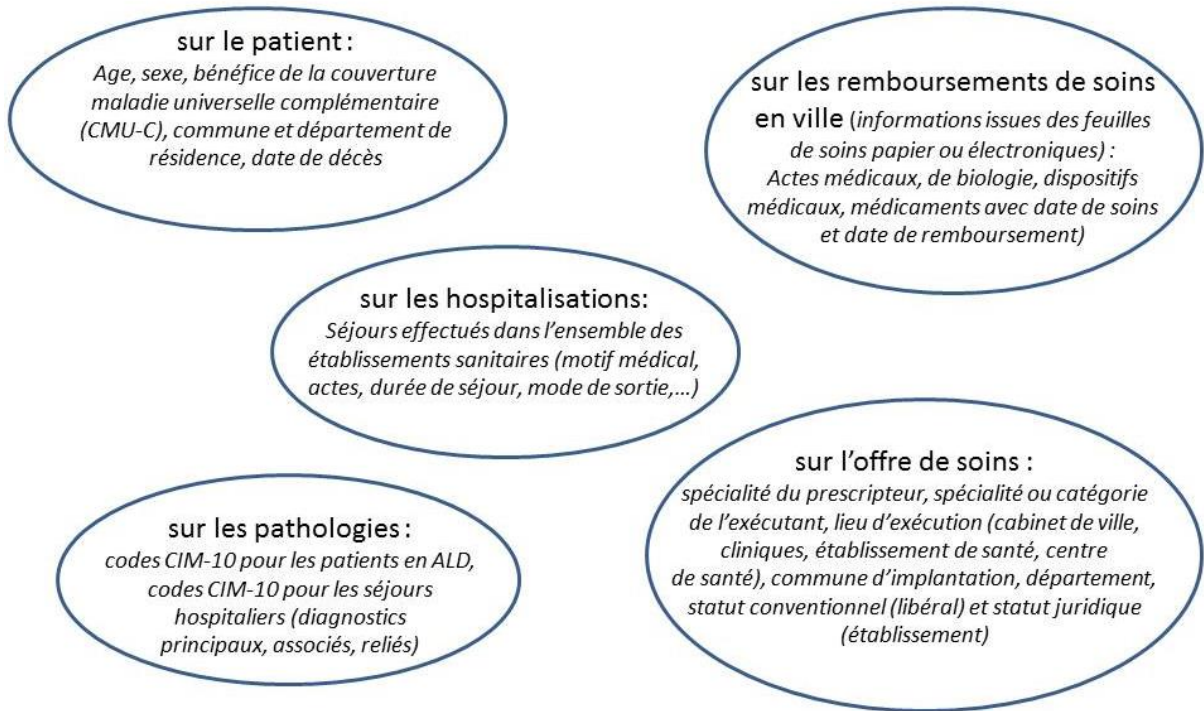 sur le patient :
Age, sexe, bénéfice de la couverture
maladie universelle complémentaire
(CMU-C), commune et département de
résidence, date de décès
sur les remboursements de soins
en ville (informations issues des feuilles
de soins papier ou électroniques) :
Actes médicaux, de biologie, dispositifs
médicaux, médicaments avec date de soins
et date de remboursement)
sur les hospitalisations:
Séjours effectués dans l’ensemble des
établissements sanitaires (motif médical,
actes, durée de séjour, mode de sortie,...)
sur les pathologies :
codes CIM-10 pour les patients en ALD,
codes CIM-10 pour les séjours
hospitaliers (diagnostics
principaux, associés, reliés)
sur l’offre de soins :
spécialité du prescripteur, spécialité ou catégorie
de l’exécutant, lieu d’exécution (cabinet de ville,
cliniques, établissement de santé, centre
de santé), commune d’implantation, département,
statut conventionnel (libéral) et statut juridique
(établissement)